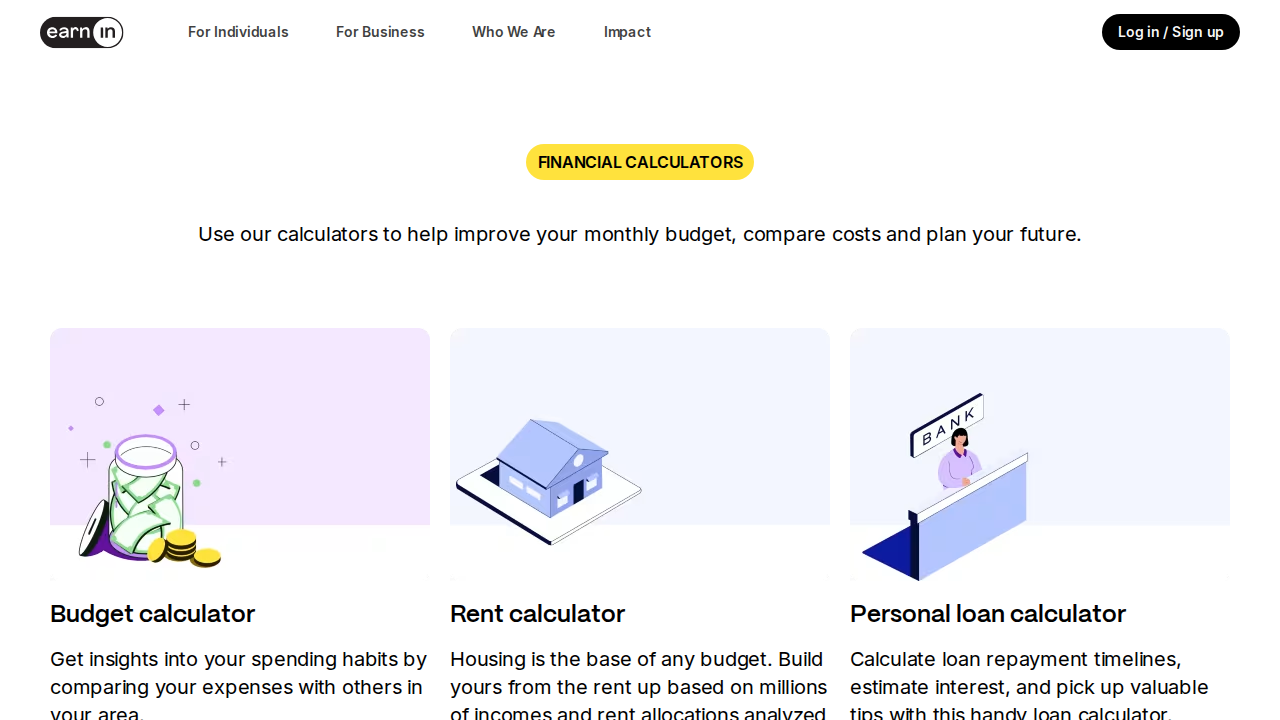 earn in
For Individuals
For Business
Who We Are
Impact
Log in / Sign up
FINANCIAL CALCULATORS
Use our calculators to help improve your monthly budget, compare costs and plan your future.
BANK
Budget calculator
Get insights into your spending habits by
comparing your expenses with others in
your area.
Rent calculator
Housing is the base of any budget. Build
yours from the rent up based on millions
of incomes and rent allocations analyzed
Personal loan calculator
Calculate loan repayment timelines,
estimate interest, and pick up valuable
tips with this handy loan calculator.